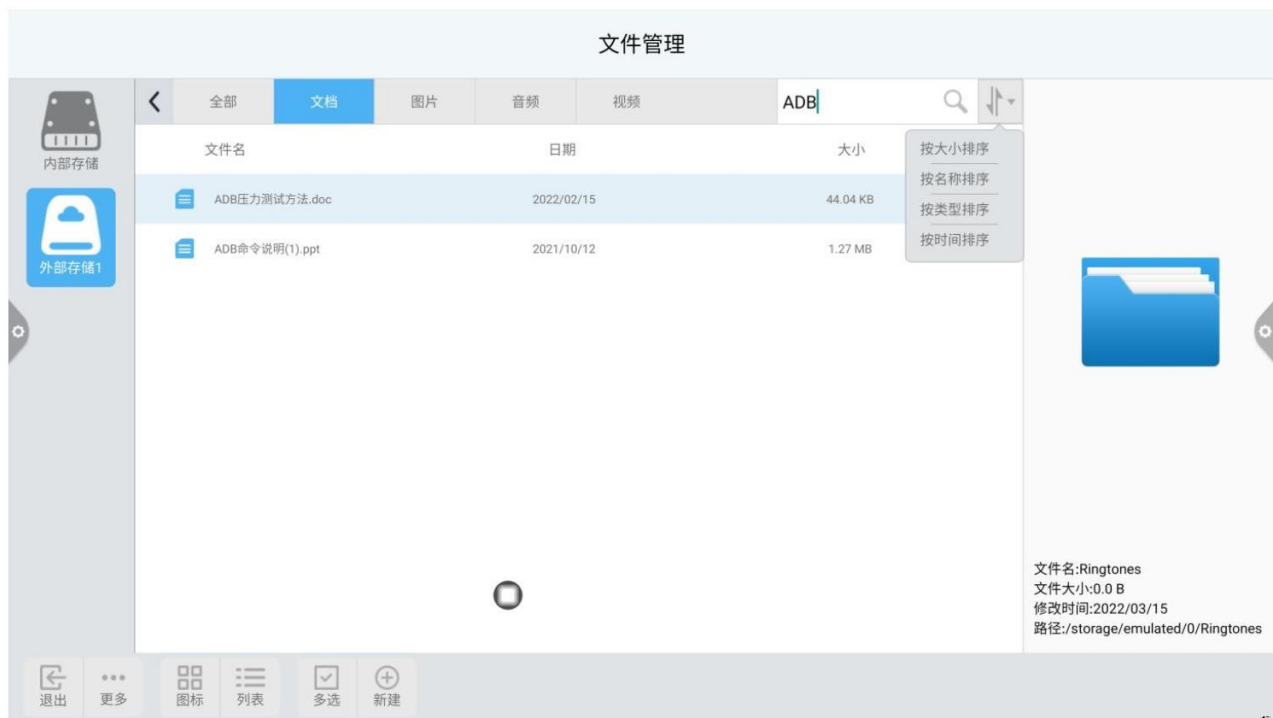 文件管理
内部存储
外部存储1
全部 文档 图片 音频 视频 ADB
文件名 日期 大小
ADB压力测试方法.doc 2022/02/15 44.04 KB
ADB命令说明(1).ppt 2021/10/12 1.27 MB
按大小排序
按名称排序
按类型排序
按时间排序
文件名:Ringtones
文件大小:0.0 B
修改时间:2022/03/15
路径:/storage/emulated/0/Ringtones
退出 更多 图标 列表 多选 新建